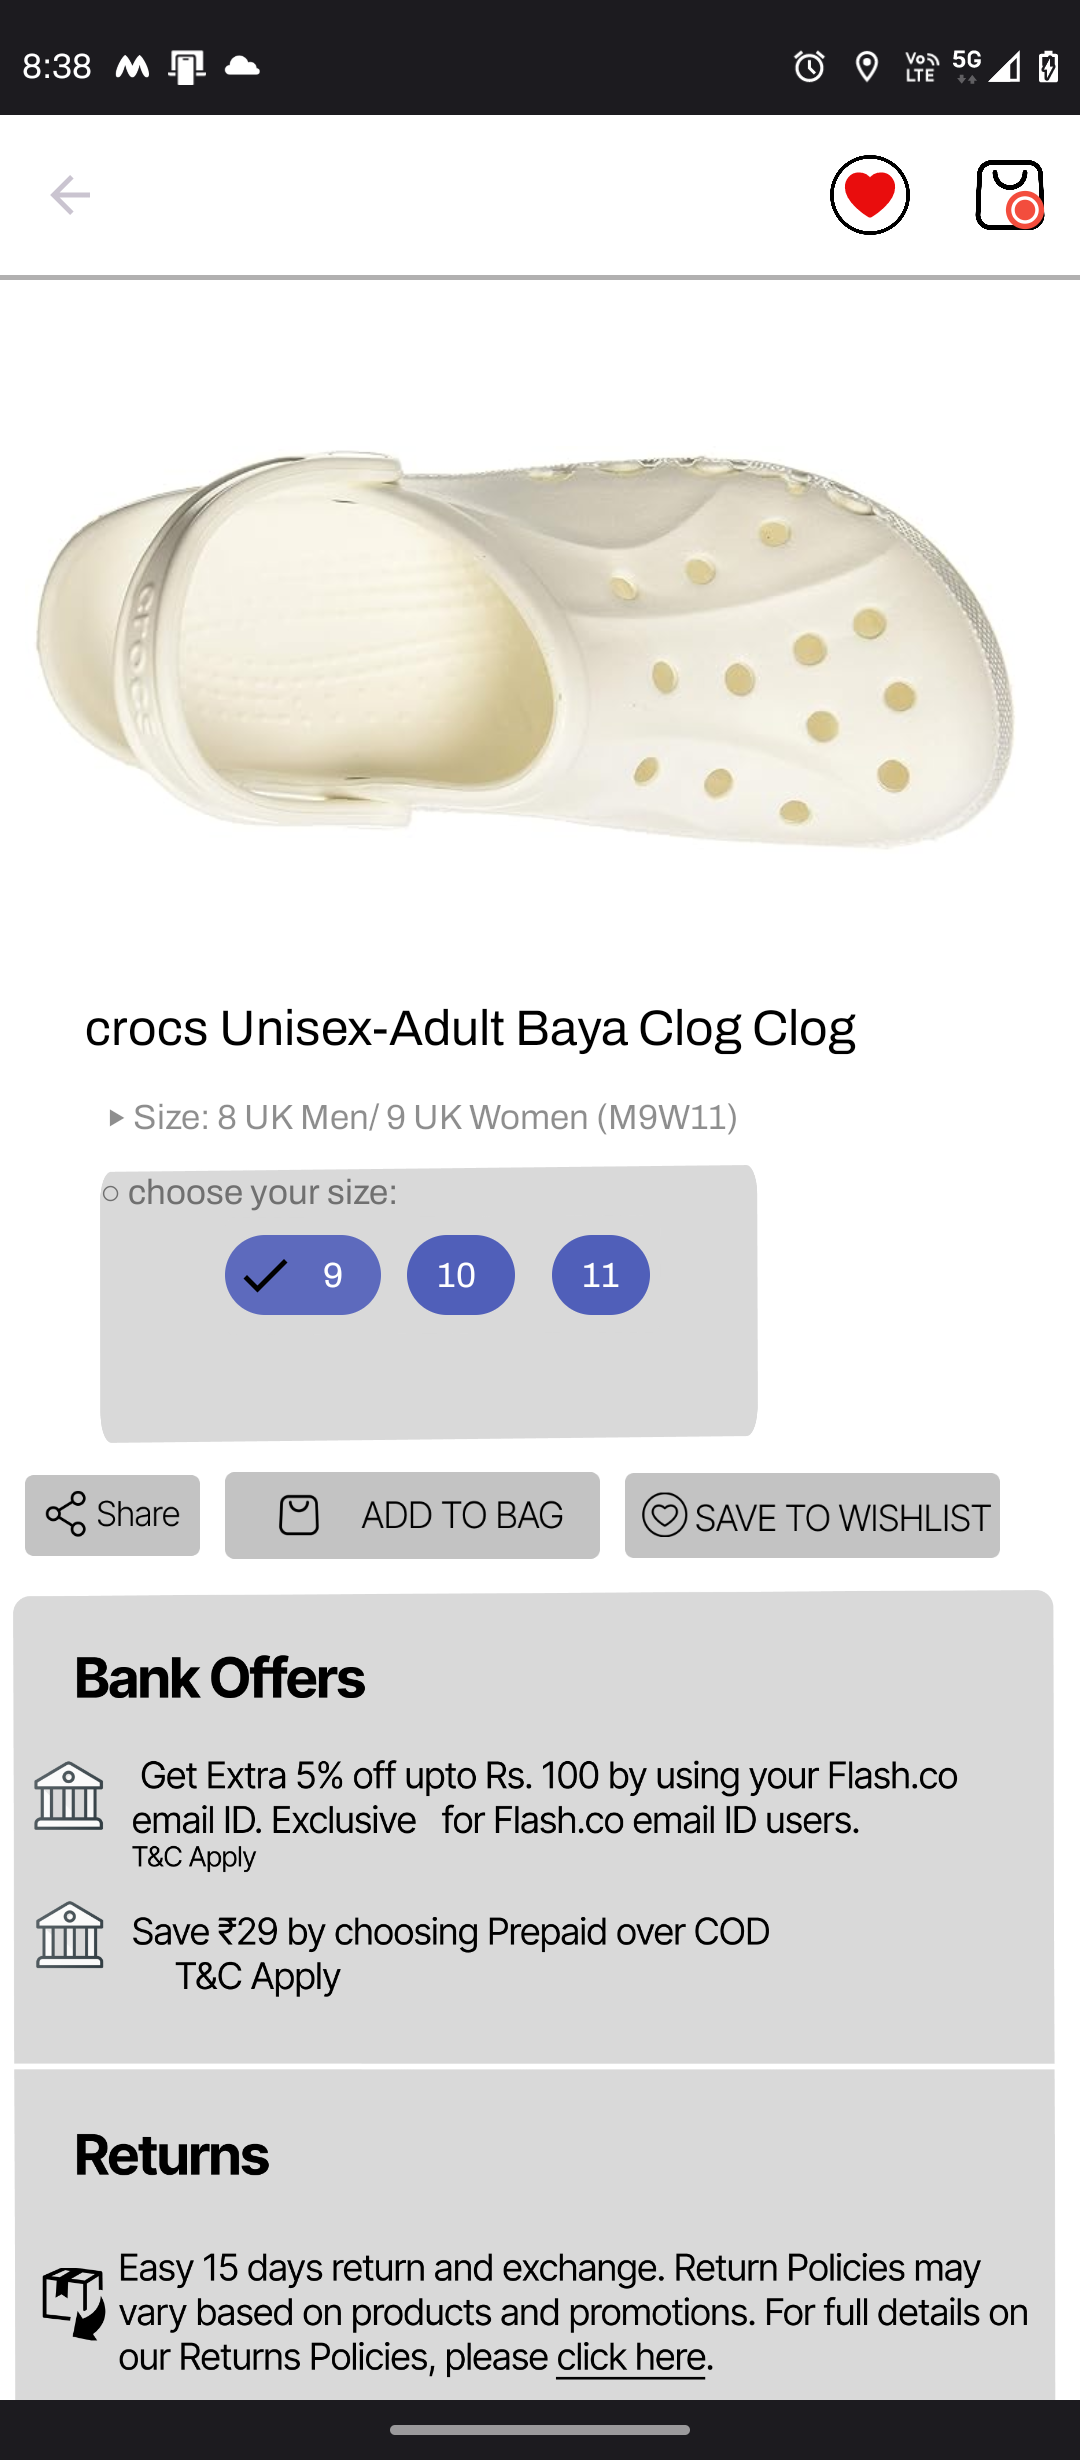 8:38
Vo LTE 5G
crocs
crocs Unisex-Adult Baya Clog Clog
▸ Size: 8 UK Men/ 9 UK Women (M9W11)
○ choose your size:
9 10 11
Share ADD TO BAG SAVE TO WISHLIST
Bank Offers
Get Extra 5% off upto Rs. 100 by using your Flash.co
email ID. Exclusive for Flash.co email ID users.
T&C Apply
Save ₹29 by choosing Prepaid over COD
T&C Apply
Returns
Easy 15 days return and exchange. Return Policies may
vary based on products and promotions. For full details on
our Returns Policies, please click here.